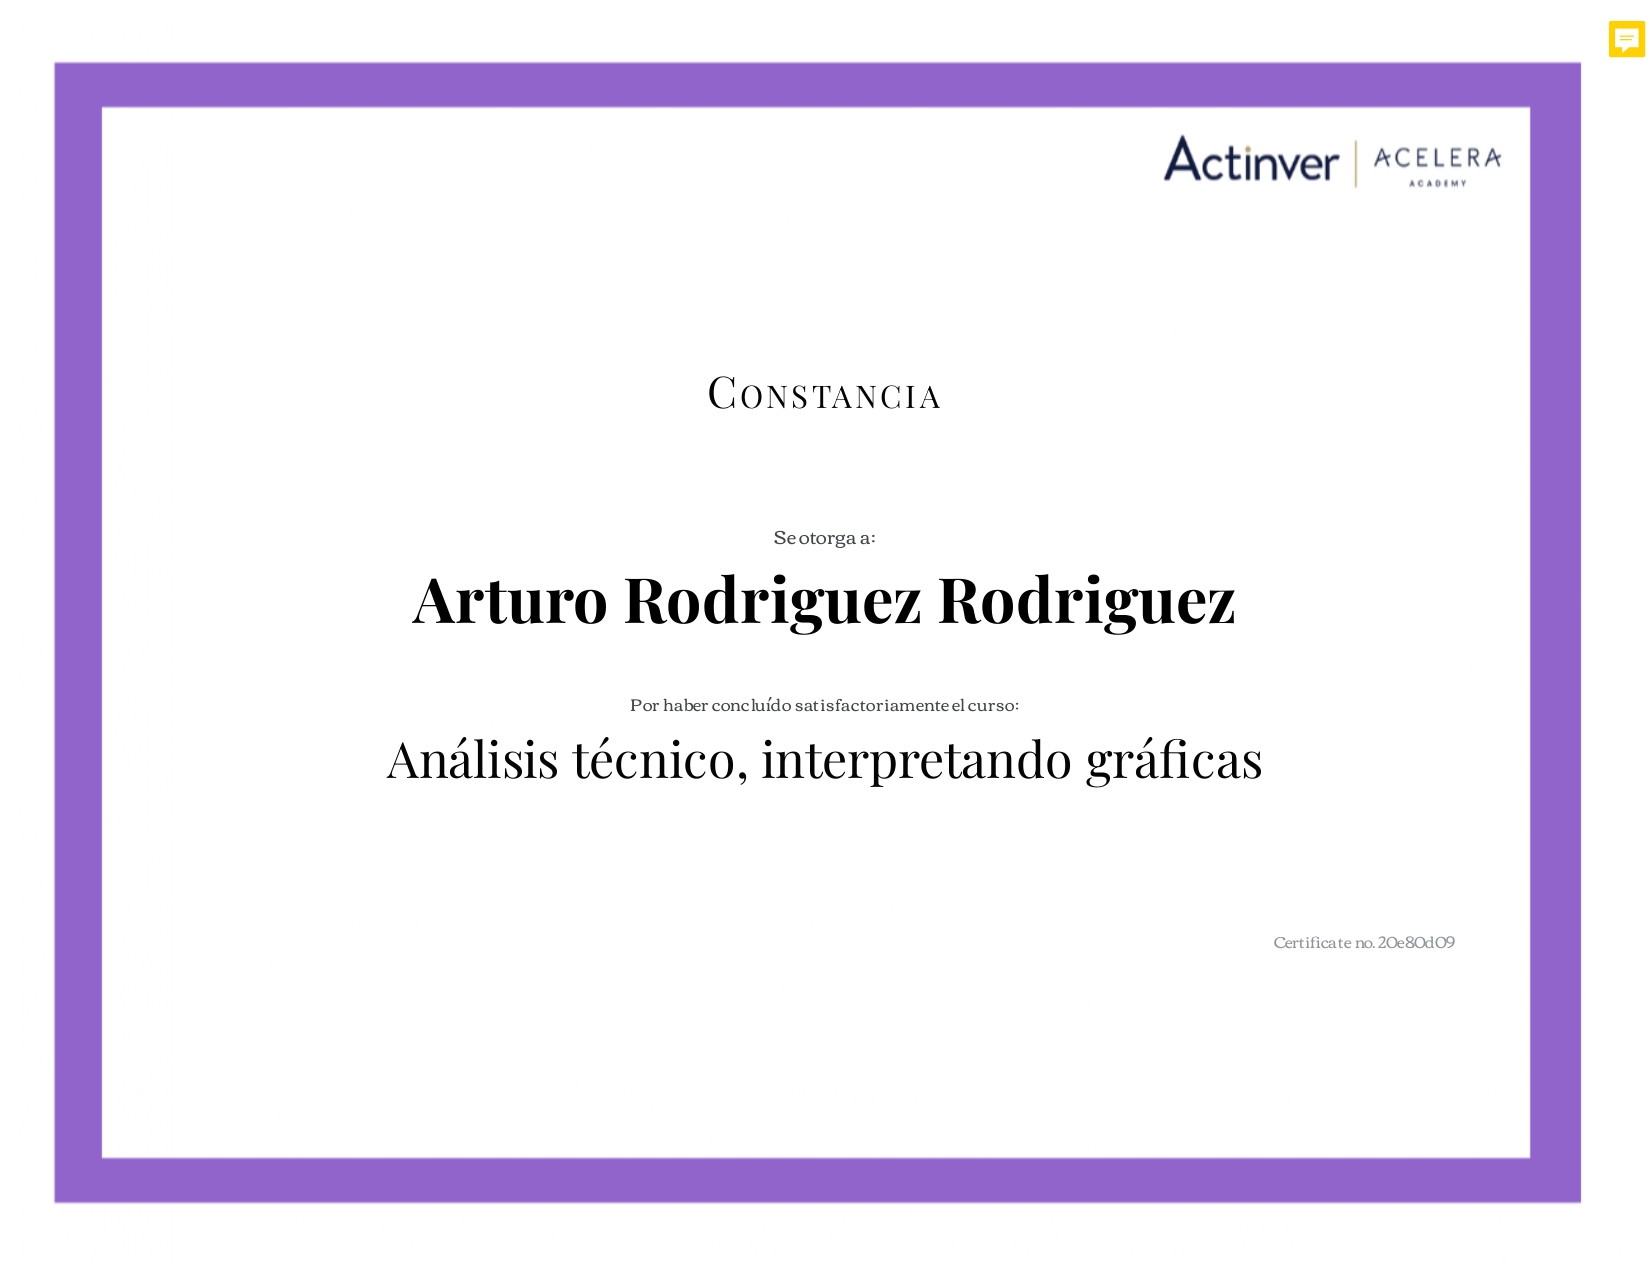 Actinver | ACELERA
ACADEMY
CONSTANCIA
Se otorga a:
Arturo Rodriguez Rodriguez
Por haber concluído satisfactoriamente el curso:
Análisis técnico, interpretando gráficas
Certificate no. 20e80d09